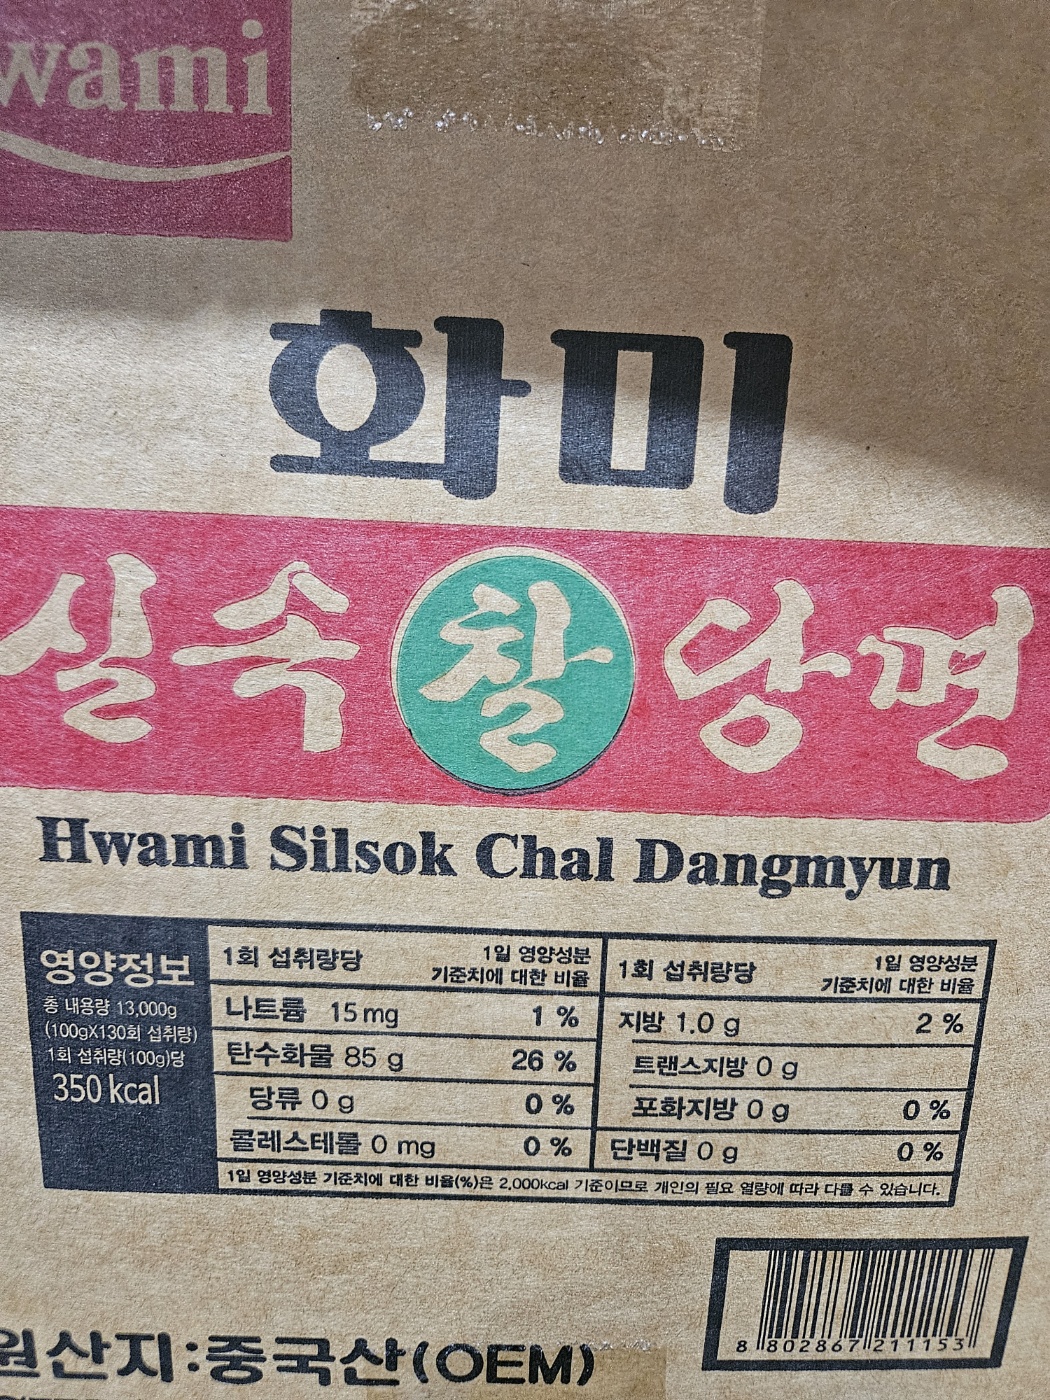 wami
화미
실속찰당면
Hwami Silsok Chal Dangmyun
영양정보
총 내용량 13,000g
(100gX130회 섭취량)
1회 섭취량(100g)당
350 kcal
1회 섭취량당 1일 영양성분 기준치에 대한 비율
나트륨 15mg 1 %
탄수화물 85 g 26 %
당류 0 g 0 %
콜레스테롤 0 mg 0 %
1회 섭취량당 1일 영양성분 기준치에 대한 비율
지방 1.0 g 2 %
트랜스지방 0 g
포화지방 0 g 0 %
단백질 0 g 0 %
1일 영양성분 기준치에 대한 비율(%)은 2,000kcal 기준이므로 개인의 필요 열량에 따라 다를 수 있습니다.
8 802867 211153
원산지:중국산(OEM)